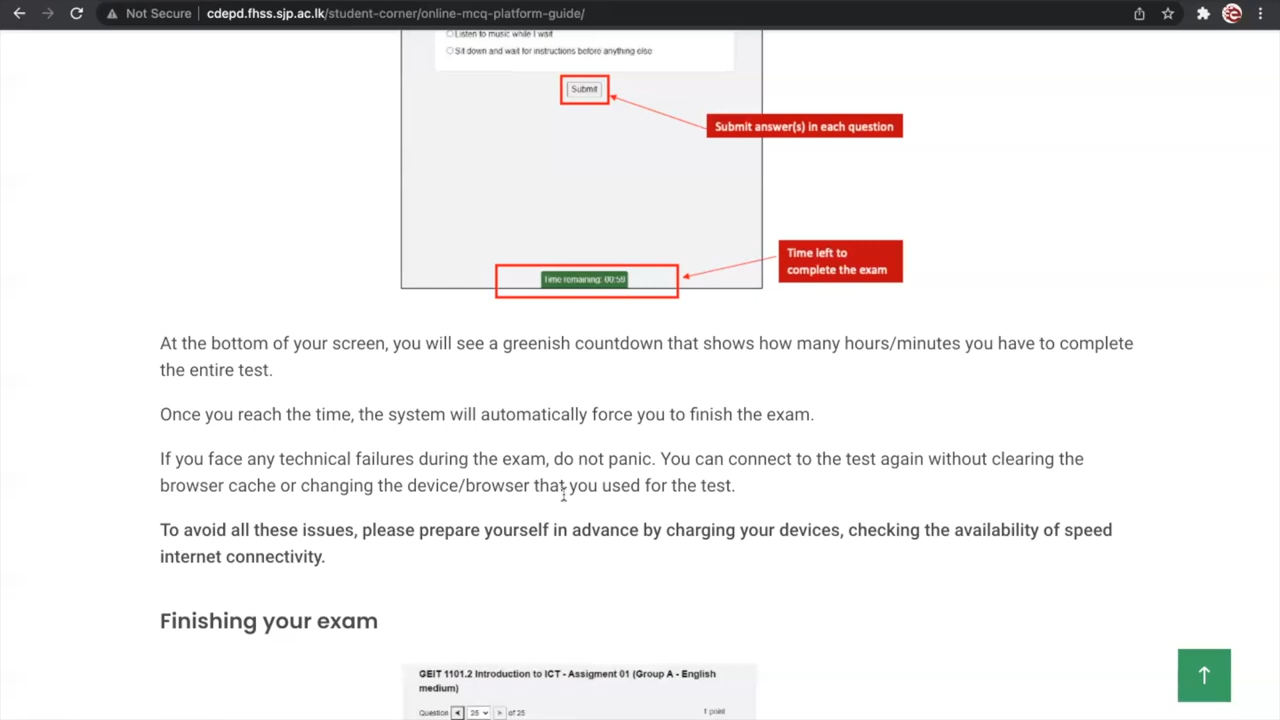 Not Secure
cdepd.fhss.sjp.ac.lk/student-corner/online-mcq-platform-guide/
Listen to music while I wait
Sit down and wait for instructions before anything else
Submit
Submit answer(s) in each question
Time left to
complete the exam
Time remaining: 00:59
At the bottom of your screen, you will see a greenish countdown that shows how many hours/minutes you have to complete
the entire test.
Once you reach the time, the system will automatically force you to finish the exam.
If you face any technical failures during the exam, do not panic. You can connect to the test again without clearing the
browser cache or changing the device/browser that you used for the test.
To avoid all these issues, please prepare yourself in advance by charging your devices, checking the availability of speed
internet connectivity.
Finishing your exam
GEIT 1101.2 Introduction to ICT - Assigment 01 (Group A - English
medium)
Question 25 of 25 1 point